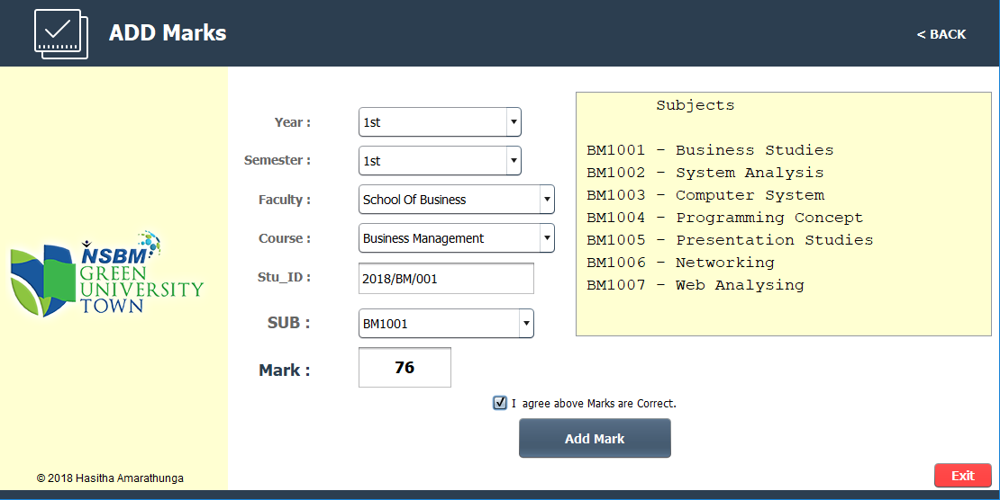 ADD Marks
< BACK
Year :
1st
Semester :
1st
Faculty :
School Of Business
Course :
Business Management
Stu_ID :
2018/BM/001
SUB :
BM1001
Mark :
76
Subjects
BM1001 - Business Studies
BM1002 - System Analysis
BM1003 - Computer System
BM1004 - Programming Concept
BM1005 - Presentation Studies
BM1006 - Networking
BM1007 - Web Analysing
NSBM
GREEN
UNIVERSITY
TOWN
I agree above Marks are Correct.
Add Mark
© 2018 Hasitha Amarathunga
Exit